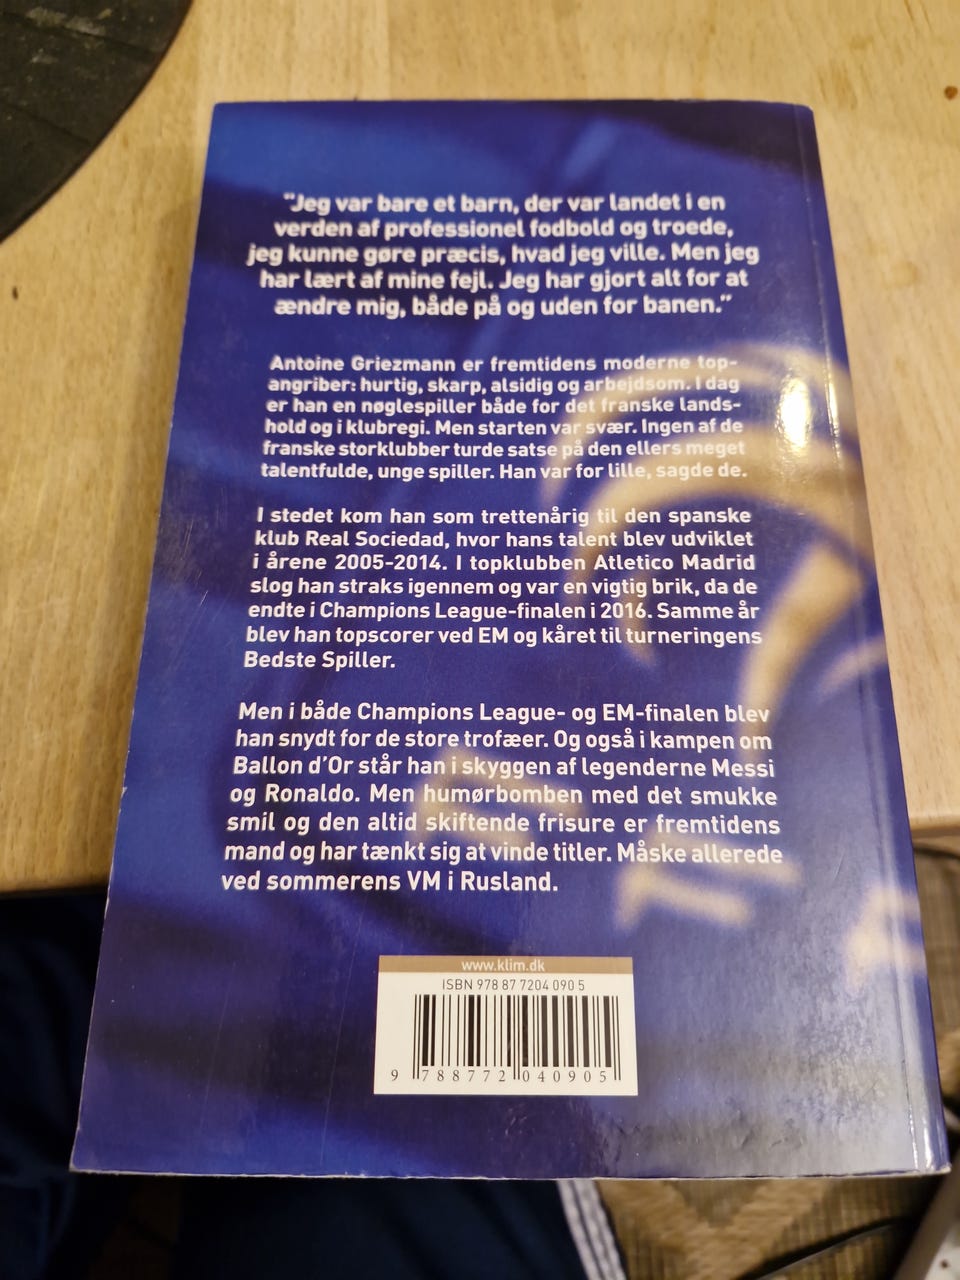 "Jeg var bare et barn, der var landet i en
verden af professionel fodbold og troede,
jeg kunne gøre præcis, hvad jeg ville. Men jeg
har lært af mine fejl. Jeg har gjort alt for at
ændre mig, både på og uden for banen."
Antoine Griezmann er fremtidens moderne top-
angriber: hurtig, skarp, alsidig og arbejdsom. I dag
er han en nøglespiller både for det franske lands-
hold og i klubregi. Men starten var svær. Ingen af de
franske storklubber turde satse på den ellers meget
talentfulde, unge spiller. Han var for lille, sagde de.
I stedet kom han som trettenårig til den spanske
klub Real Sociedad, hvor hans talent blev udviklet
i årene 2005-2014. I topklubben Atletico Madrid
slog han straks igennem og var en vigtig brik, da de
endte i Champions League-finalen i 2016. Samme år
blev han topscorer ved EM og kåret til turneringens
Bedste Spiller.
Men i både Champions League- og EM-finalen blev
han snydt for de store trofæer. Og også i kampen om
Ballon d'Or står han i skyggen af legenderne Messi
og Ronaldo. Men humørbomben med det smukke
smil og den altid skiftende frisure er fremtidens
mand og har tænkt sig at vinde titler. Måske allerede
ved sommerens VM i Rusland.
www.klim.dk
ISBN 978 87 7204 090 5
9 788772 040905